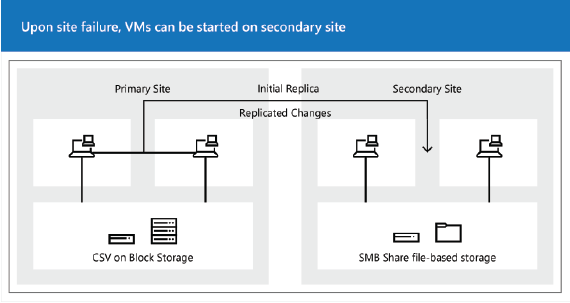 Upon site failure, VMs can be started on secondary site
Primary Site
Initial Replica
Secondary Site
Replicated Changes
CSV on Block Storage
SMB Share file-based storage